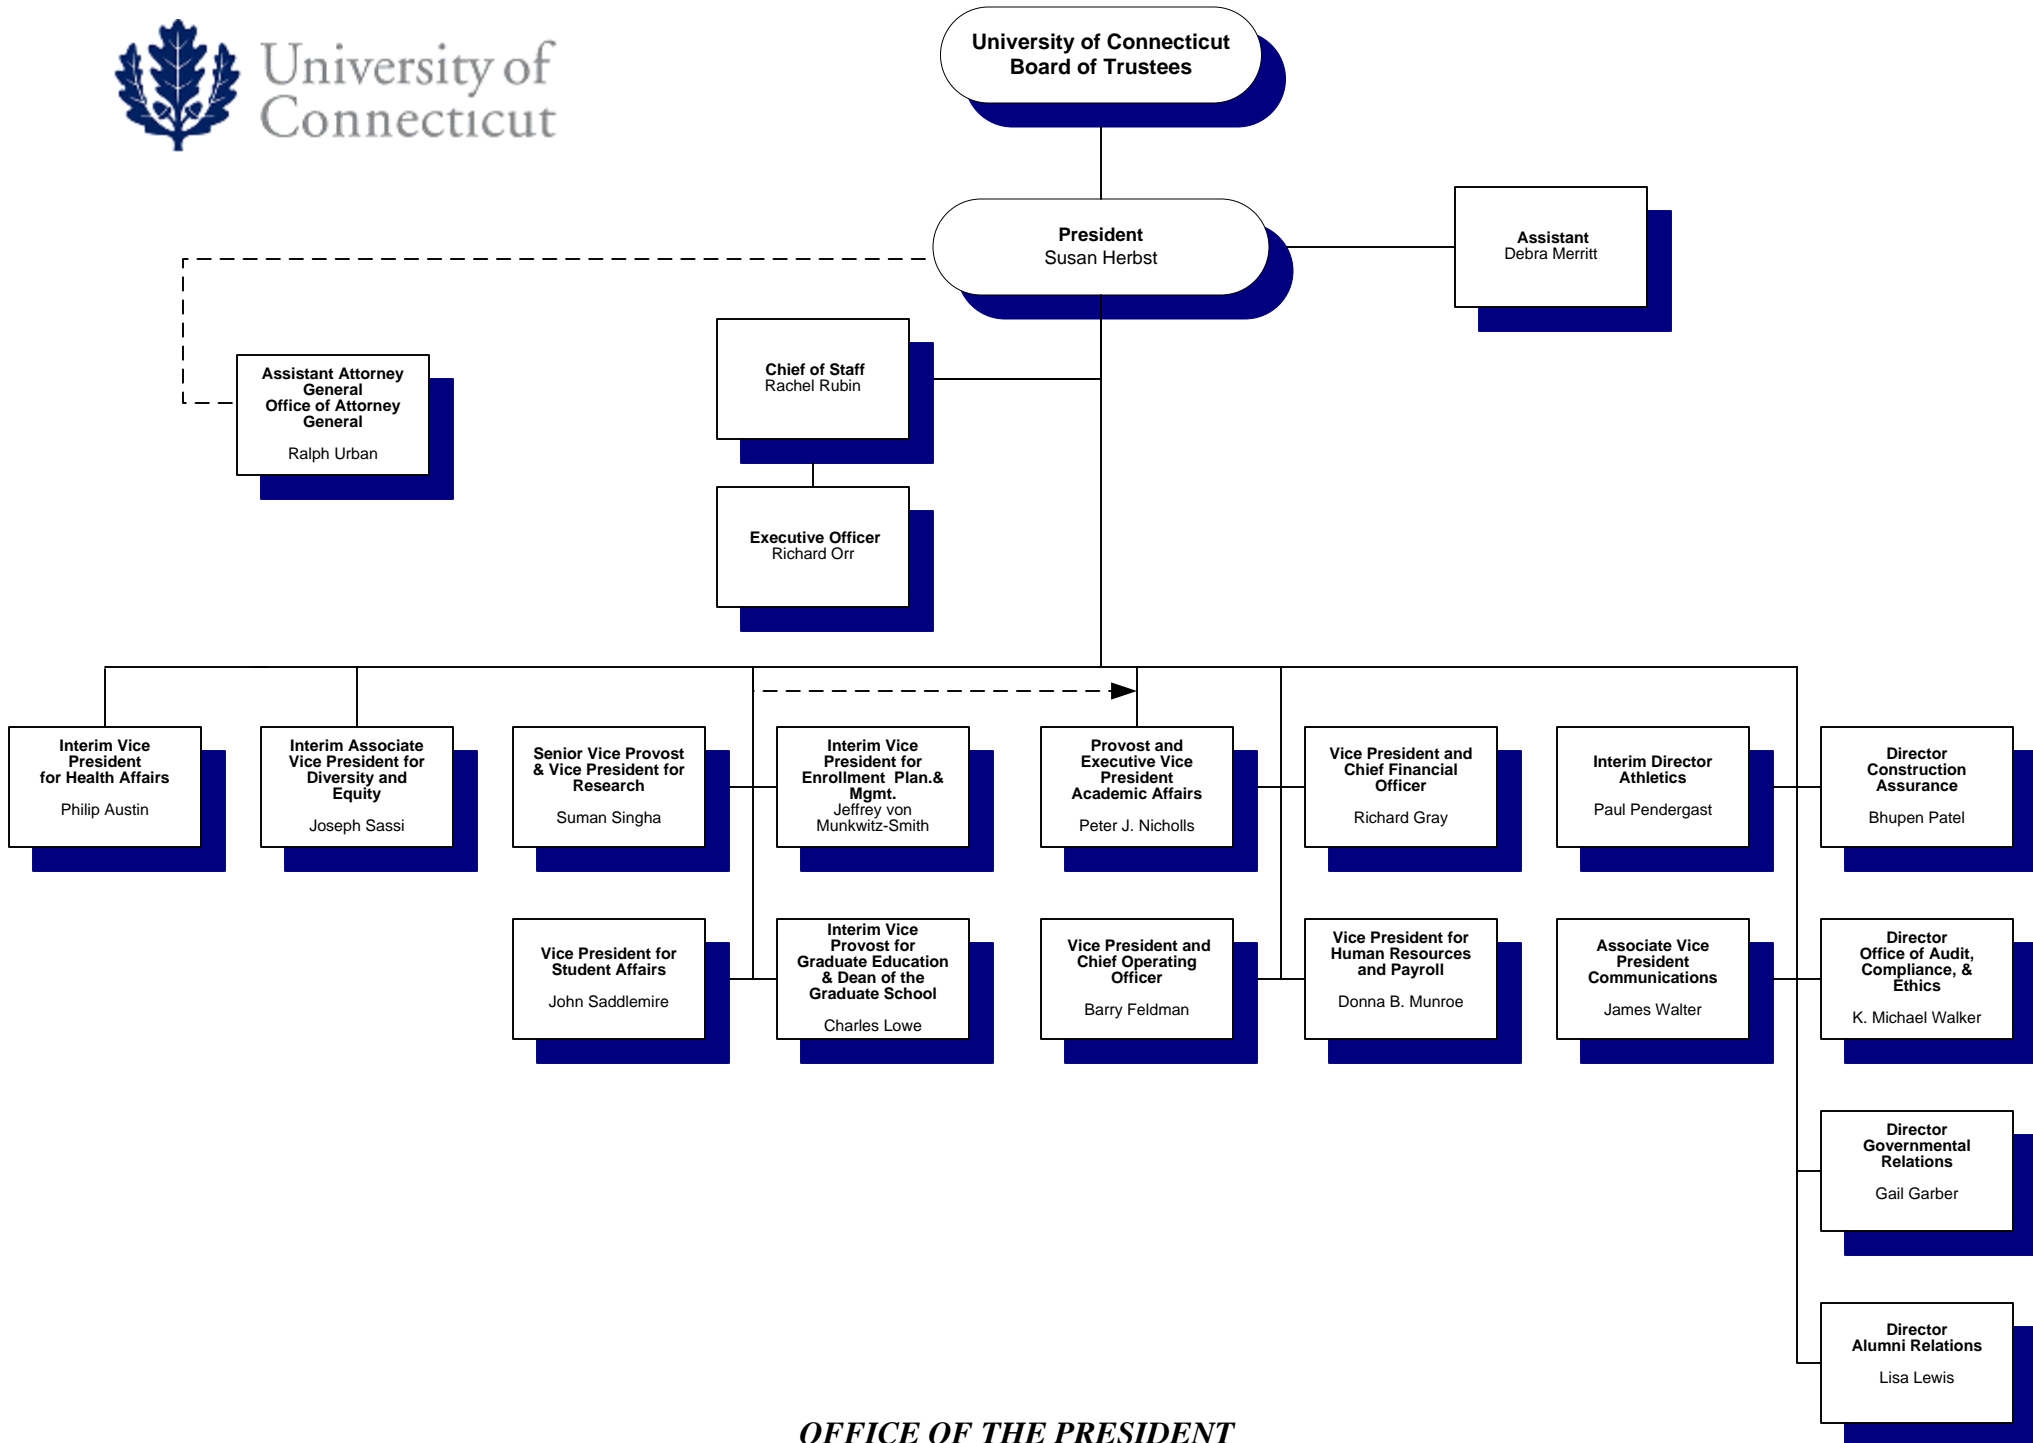 University of
Connecticut
University of Connecticut
Board of Trustees
President
Susan Herbst
Assistant
Debra Merritt
Chief of Staff
Rachel Rubin
Assistant Attorney
General
Office of Attorney
General
Ralph Urban
Executive Officer
Richard Orr
Interim Vice
President
for Health Affairs
Philip Austin
Interim Associate
Vice President for
Diversity and
Equity
Joseph Sassi
Senior Vice Provost
& Vice President for
Research
Suman Singha
Interim Vice
President for
Enrollment  Plan.&
Mgmt.
Jeffrey von
Munkwitz-Smith
Provost and
Executive Vice
President
Academic Affairs
Peter J. Nicholls
Vice President and
Chief Financial
Officer
Richard Gray
Interim Director
Athletics
Paul Pendergast
Director
Construction
Assurance
Bhupen Patel
Vice President for
Student Affairs
John Saddlemire
Interim Vice
Provost for
Graduate Education
& Dean of the
Graduate School
Charles Lowe
Vice President and
Chief Operating
Officer
Barry Feldman
Vice President for
Human Resources
and Payroll
Donna B. Munroe
Associate Vice
President
Communications
James Walter
Director
Office of Audit,
Compliance, &
Ethics
K. Michael Walker
Director
Governmental
Relations
Gail Garber
Director
Alumni Relations
Lisa Lewis
OFFICE OF THE PRESIDENT